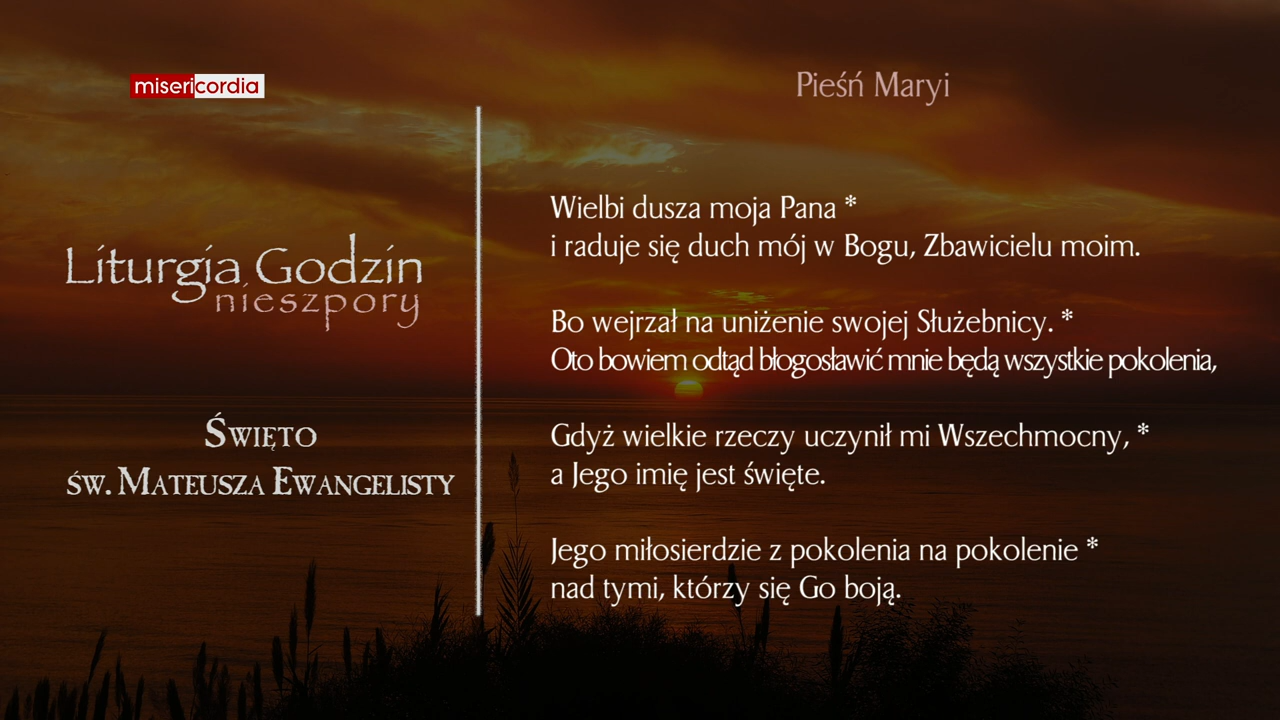 misericordia
Liturgia Godzin
nieszpory
Święto
św. Mateusza Ewangelisty
Pieśń Maryi
Wielbi dusza moja Pana *
i raduje się duch mój w Bogu, Zbawicielu moim.
Bo wejrzał na uniżenie swojej Służebnicy. *
Oto bowiem odtąd błogosławić mnie będą wszystkie pokolenia,
Gdyż wielkie rzeczy uczynił mi Wszechmocny, *
a Jego imię jest święte.
Jego miłosierdzie z pokolenia na pokolenie *
nad tymi, którzy się Go boją.